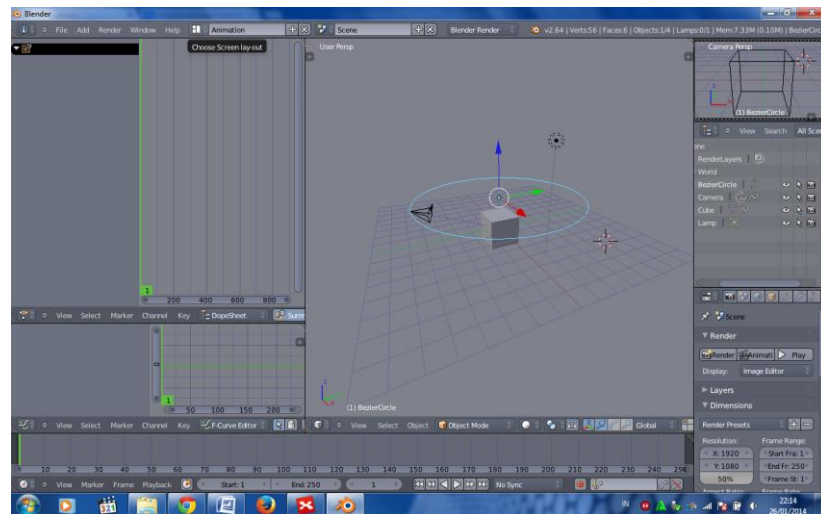 Blender
File Add Render Window Help Animation Scene Blender Render v2.64 | Verts:56 | Faces:6 | Objects:1/4 | Lamps:0/1 | Mem:7.33M (0.10M) | BezierCirc
Choose Screen lay-out
User Persp
Camera Persp
(1) BezierCircle
View Search All Sce
RenderLayers
World
BezierCircle
Camera
Cube
Lamp
1
200 400 600 800
View Select Marker Channel Key DopeSheet Summ
Scene
Render
Render Animati Play
Display: Image Editor
Layers
Dimensions
Render Presets
Resolution: Frame Range:
X: 1920 Start Fra: 1
Y: 1080 End Fr: 250
50% Frame St: 1
1
50 100 150 200
(1) BezierCircle
View Select Marker Channel Key F-Curve Editor
View Select Object Object Mode Global
10 20 30 40 50 60 70 80 90 100 110 120 130 140 150 160 170 180 190 200 210 220 230 240 250
View Marker Frame Playback Start: 1 End: 250 1 No Sync
IN
22:14
26/01/2014